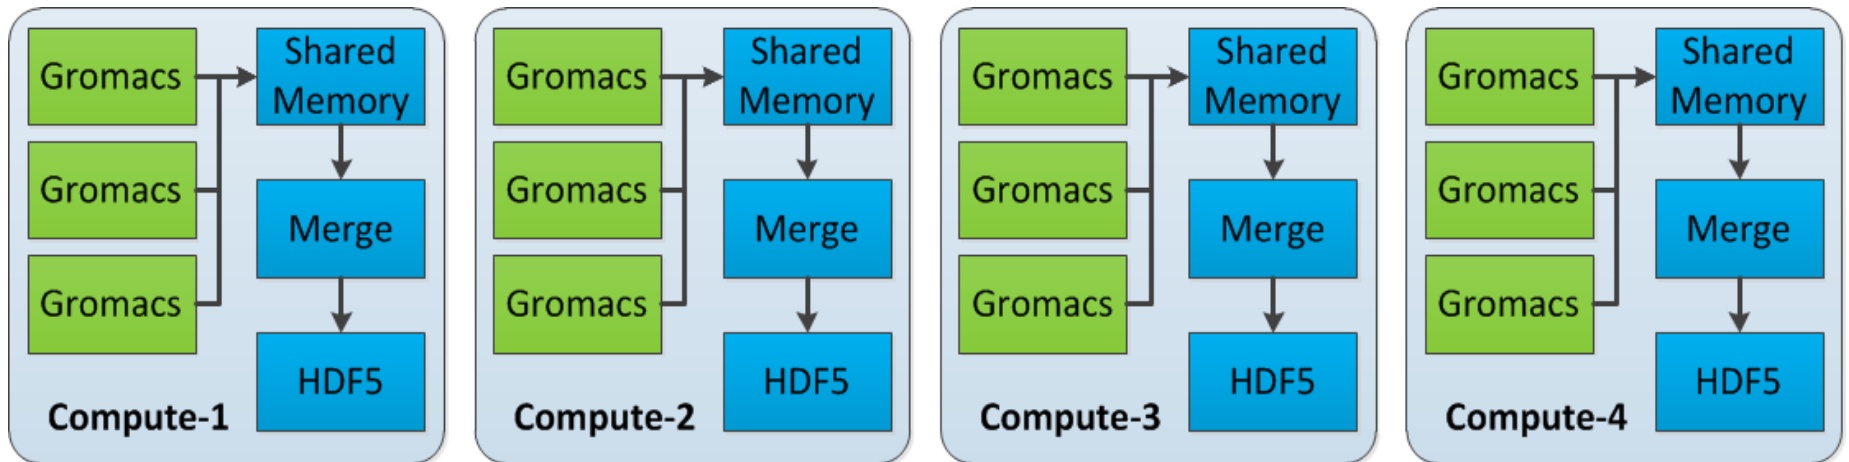 Gromacs
Gromacs
Gromacs
Shared
Memory
Merge
HDF5
Compute-1
Gromacs
Gromacs
Gromacs
Shared
Memory
Merge
HDF5
Compute-2
Gromacs
Gromacs
Gromacs
Shared
Memory
Merge
HDF5
Compute-3
Gromacs
Gromacs
Gromacs
Shared
Memory
Merge
HDF5
Compute-4